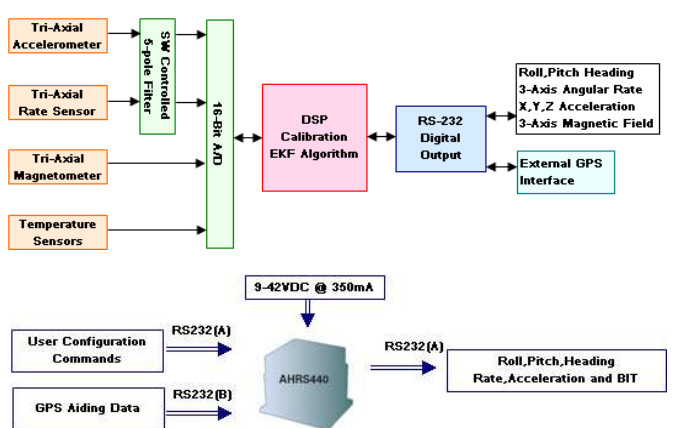 Tri-Axial
Accelerometer
SW Controlled
5-pole Filter
Tri-Axial
Rate Sensor
16-Bit A/D
DSP
Calibration
EKF Algorithm
RS-232
Digital
Output
Roll,Pitch Heading
3-Axis Angular Rate
X,Y,Z Acceleration
3-Axis Magnetic Field
Tri-Axial
Magnetometer
External GPS
Interface
Temperature
Sensors
9-42VDC @ 350mA
User Configuration
Commands
RS232(A)
AHRS440
RS232(A)
Roll,Pitch,Heading
Rate,Acceleration and BIT
GPS Aiding Data
RS232(B)